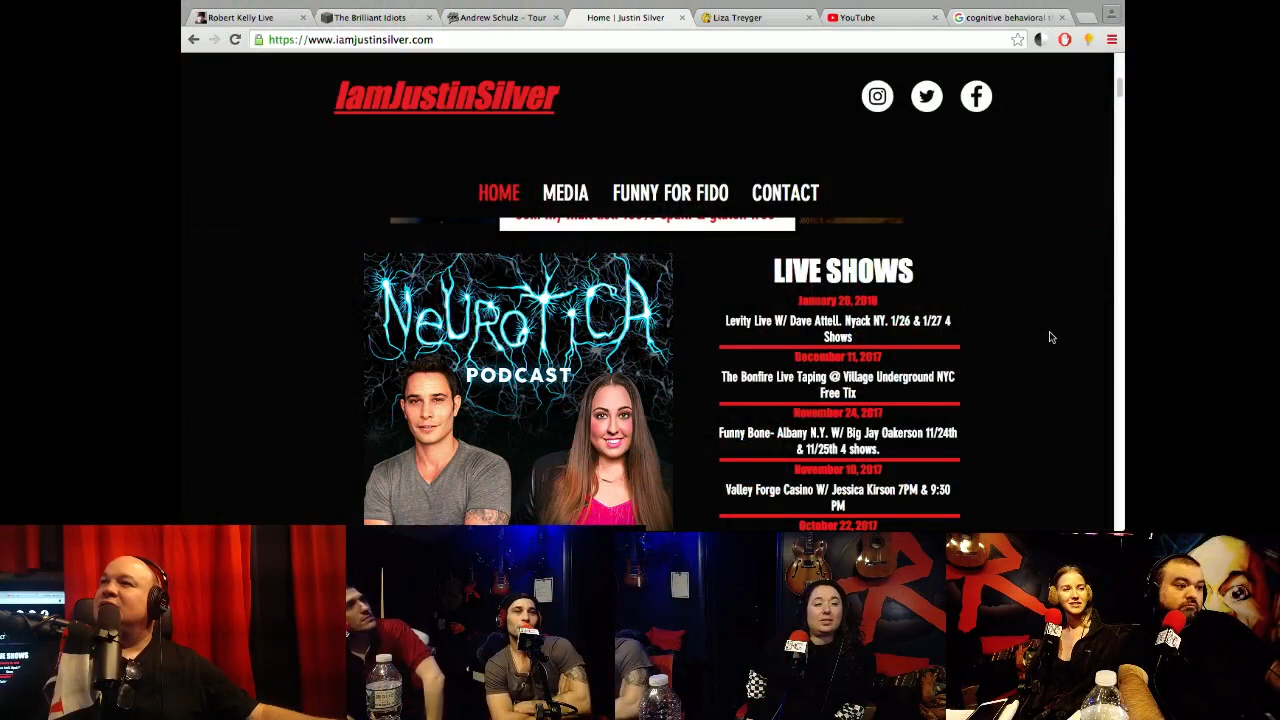 Robert Kelly Live
The Brilliant Idiots
Andrew Schulz - Tour
Home | Justin Silver
Liza Treyger
YouTube
cognitive behavioral t
https://www.iamjustinsilver.com
IamJustinSilver
HOME MEDIA FUNNY FOR FIDO CONTACT
NEUROTICA
PODCAST
LIVE SHOWS
January 26, 2018
Levity Live W/ Dave Attell. Nyack NY. 1/26 & 1/27 4
Shows
December 11, 2017
The Bonfire Live Taping @ Village Underground NYC
Free Tix
November 24, 2017
Funny Bone- Albany N.Y. W/ Big Jay Oakerson 11/24th
& 11/25th 4 shows.
November 10, 2017
Valley Forge Casino W/ Jessica Kirson 7PM & 9:30
PM
October 22, 2017